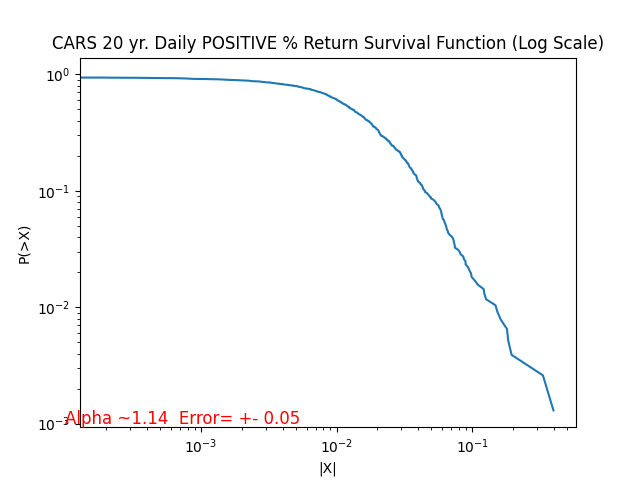 CARS 20 yr. Daily POSITIVE % Return Survival Function (Log Scale)
10⁰
10⁻¹
10⁻²
10⁻³
P(>X)
Alpha ~1.14  Error= +- 0.05
10⁻³ 10⁻² 10⁻¹
|X|